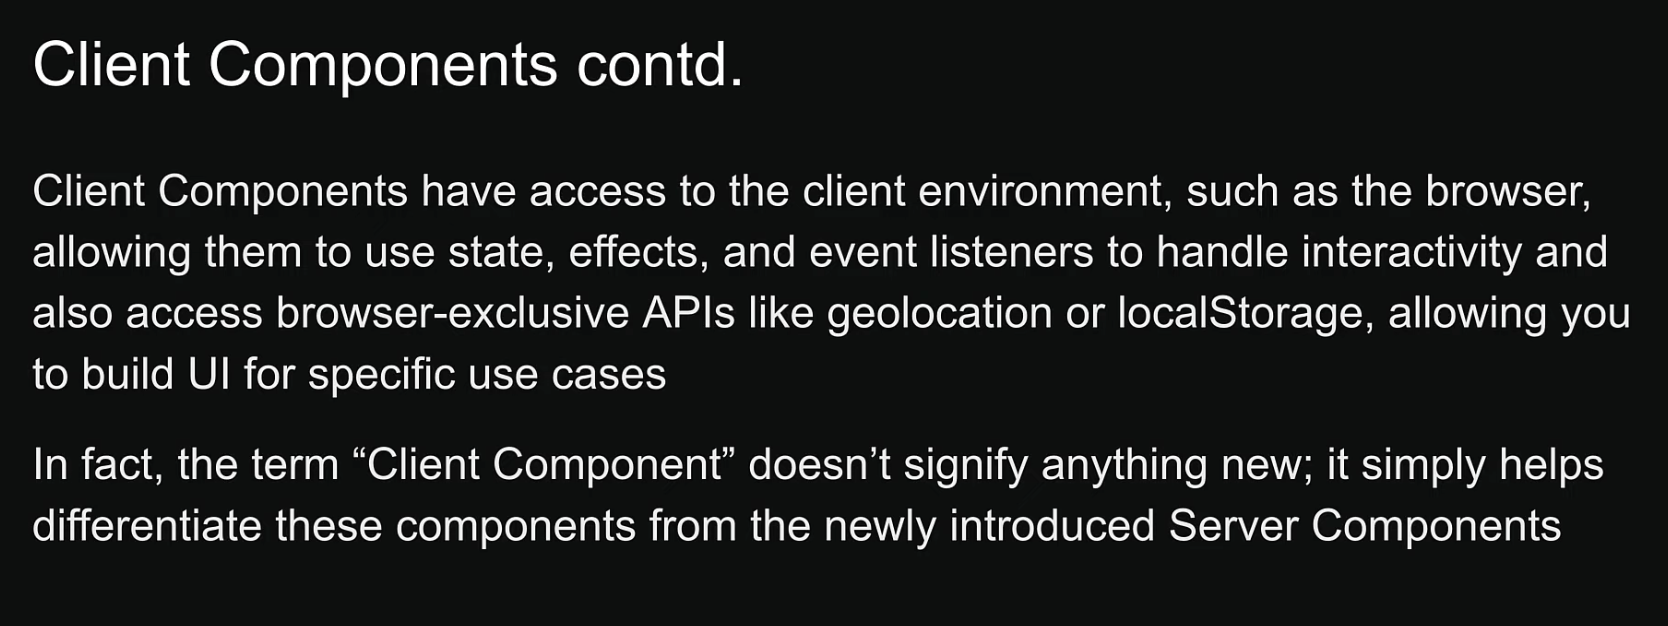 Client Components contd.
Client Components have access to the client environment, such as the browser,
allowing them to use state, effects, and event listeners to handle interactivity and
also access browser-exclusive APIs like geolocation or localStorage, allowing you
to build UI for specific use cases
In fact, the term “Client Component” doesn’t signify anything new; it simply helps
differentiate these components from the newly introduced Server Components